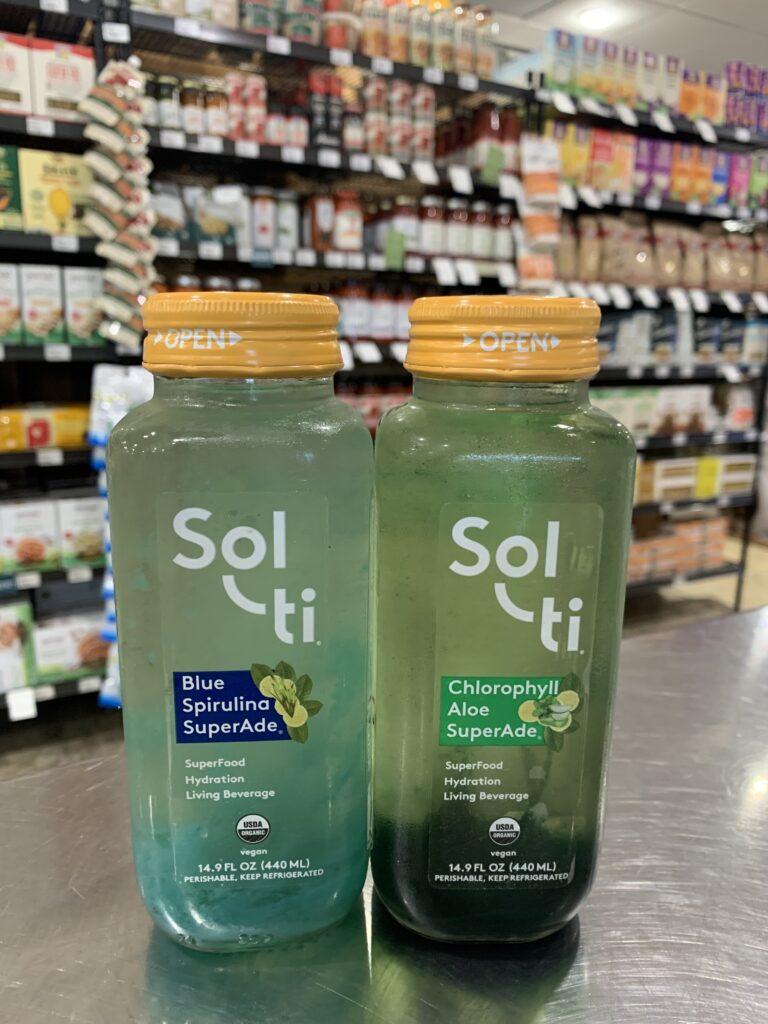 OPEN
Sol
ti
Blue
Spirulina
SuperAde
SuperFood
Hydration
Living Beverage
USDA
ORGANIC
vegan
14.9 FL OZ (440 ML)
PERISHABLE, KEEP REFRIGERATED
OPEN
Sol
ti
Chlorophyll
Aloe
SuperAde
SuperFood
Hydration
Living Beverage
USDA
ORGANIC
vegan
14.9 FL OZ (440 ML)
PERISHABLE, KEEP REFRIGERATED